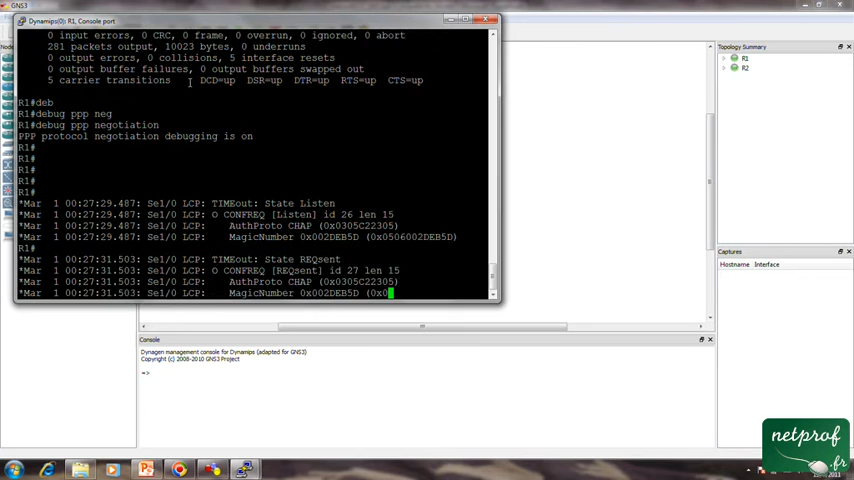 GNS3
Dynamips(0): R1, Console port
0 input errors, 0 CRC, 0 frame, 0 overrun, 0 ignored, 0 abort
281 packets output, 10023 bytes, 0 underruns
0 output errors, 0 collisions, 5 interface resets
0 output buffer failures, 0 output buffers swapped out
5 carrier transitions DCD=up DSR=up DTR=up RTS=up CTS=up
R1#deb
R1#debug ppp neg
R1#debug ppp negotiation
PPP protocol negotiation debugging is on
R1#
R1#
R1#
R1#
R1#
*Mar 1 00:27:29.487: Se1/0 LCP: TIMEout: State Listen
*Mar 1 00:27:29.487: Se1/0 LCP: O CONFREQ [Listen] id 26 len 15
*Mar 1 00:27:29.487: Se1/0 LCP: AuthProto CHAP (0x0305C22305)
*Mar 1 00:27:29.487: Se1/0 LCP: MagicNumber 0x002DEB5D (0x0506002DEB5D)
R1#
*Mar 1 00:27:31.503: Se1/0 LCP: TIMEout: State REQsent
*Mar 1 00:27:31.503: Se1/0 LCP: O CONFREQ [REQsent] id 27 len 15
*Mar 1 00:27:31.503: Se1/0 LCP: AuthProto CHAP (0x0305C22305)
*Mar 1 00:27:31.503: Se1/0 LCP: MagicNumber 0x002DEB5D (0x0
Topology Summary
R1
R2
Captures
Hostname Interface
Console
Dynagen management console for Dynamips (adapted for GNS3)
Copyright (c) 2008-2010 GNS3 Project
=>
netprof
.fr